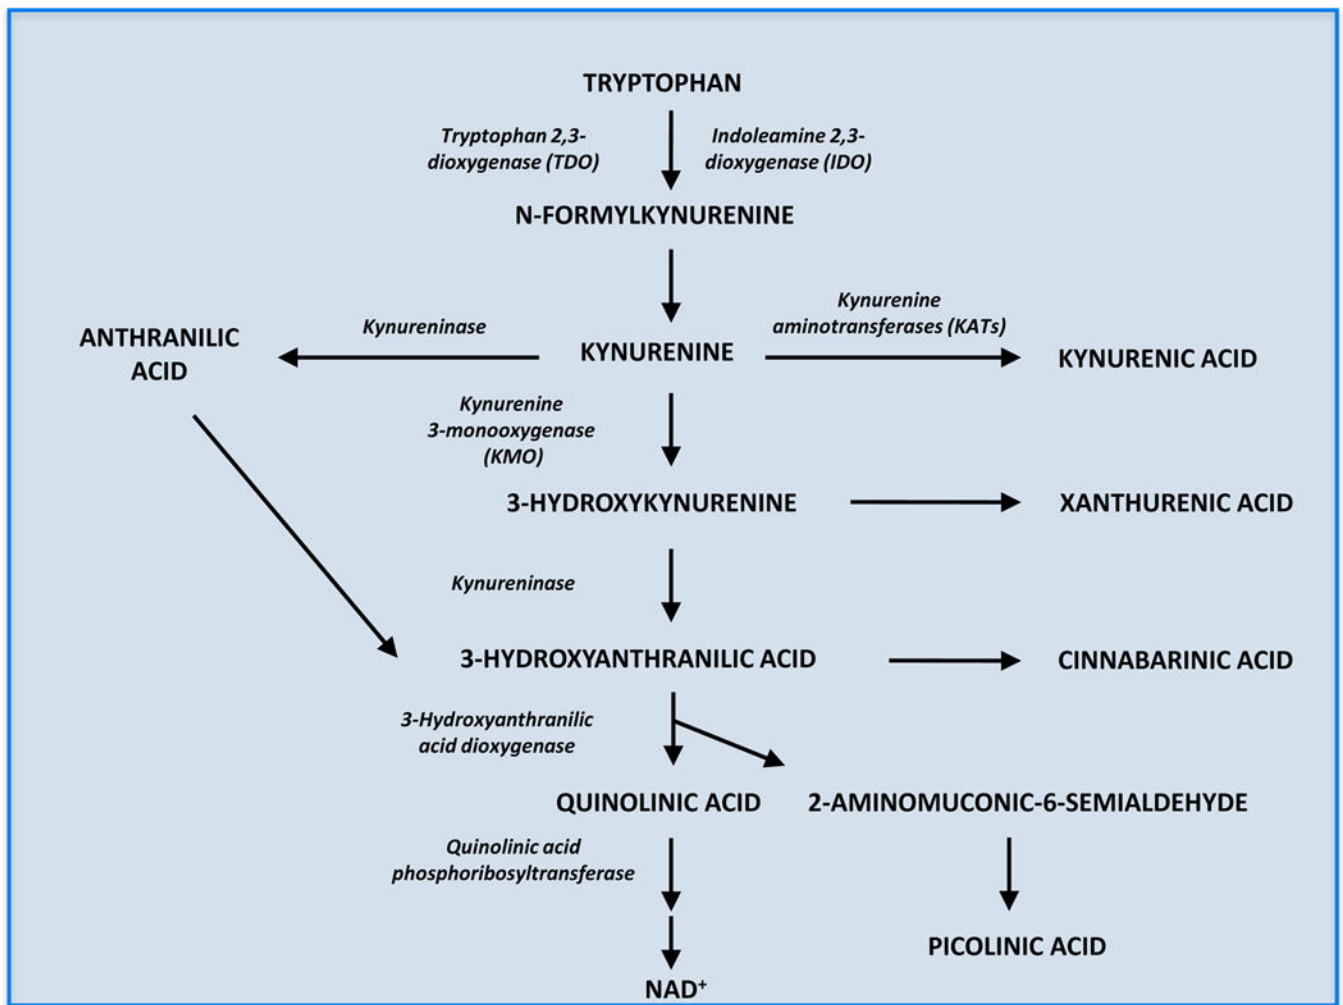 TRYPTOPHAN
Tryptophan 2,3-
dioxygenase (TDO)
Indoleamine 2,3-
dioxygenase (IDO)
N-FORMYLKYNURENINE
Kynurenine
aminotransferases (KATs)
Kynureninase
ANTHRANILIC
ACID
KYNURENINE
KYNURENIC ACID
Kynurenine
3-monooxygenase
(KMO)
3-HYDROXYKYNURENINE
XANTHURENIC ACID
Kynureninase
3-HYDROXYANTHRANILIC ACID
CINNABARINIC ACID
3-Hydroxyanthranilic
acid dioxygenase
QUINOLINIC ACID
2-AMINOMUCONIC-6-SEMIALDEHYDE
Quinolinic acid
phosphoribosyltransferase
PICOLINIC ACID
NAD⁺